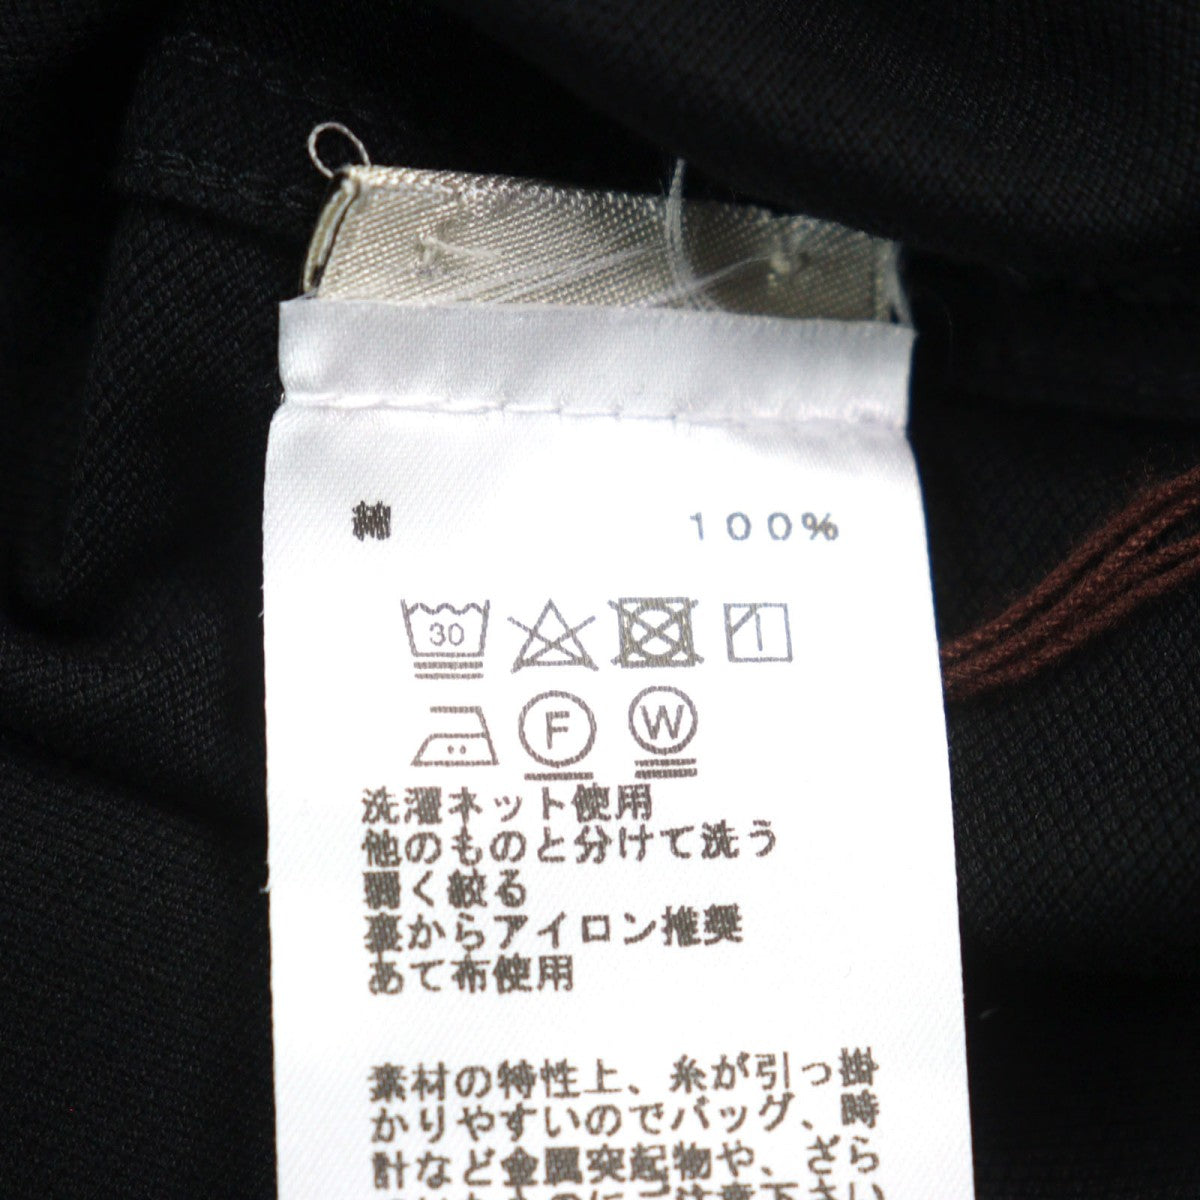 綿 100%
30
F W
洗濯ネット使用
他のものと分けて洗う
弱く絞る
裏からアイロン推奨
あて布使用
素材の特性上、糸が引っ掛
かりやすいのでバッグ、時
計など金属突起物や、ざら